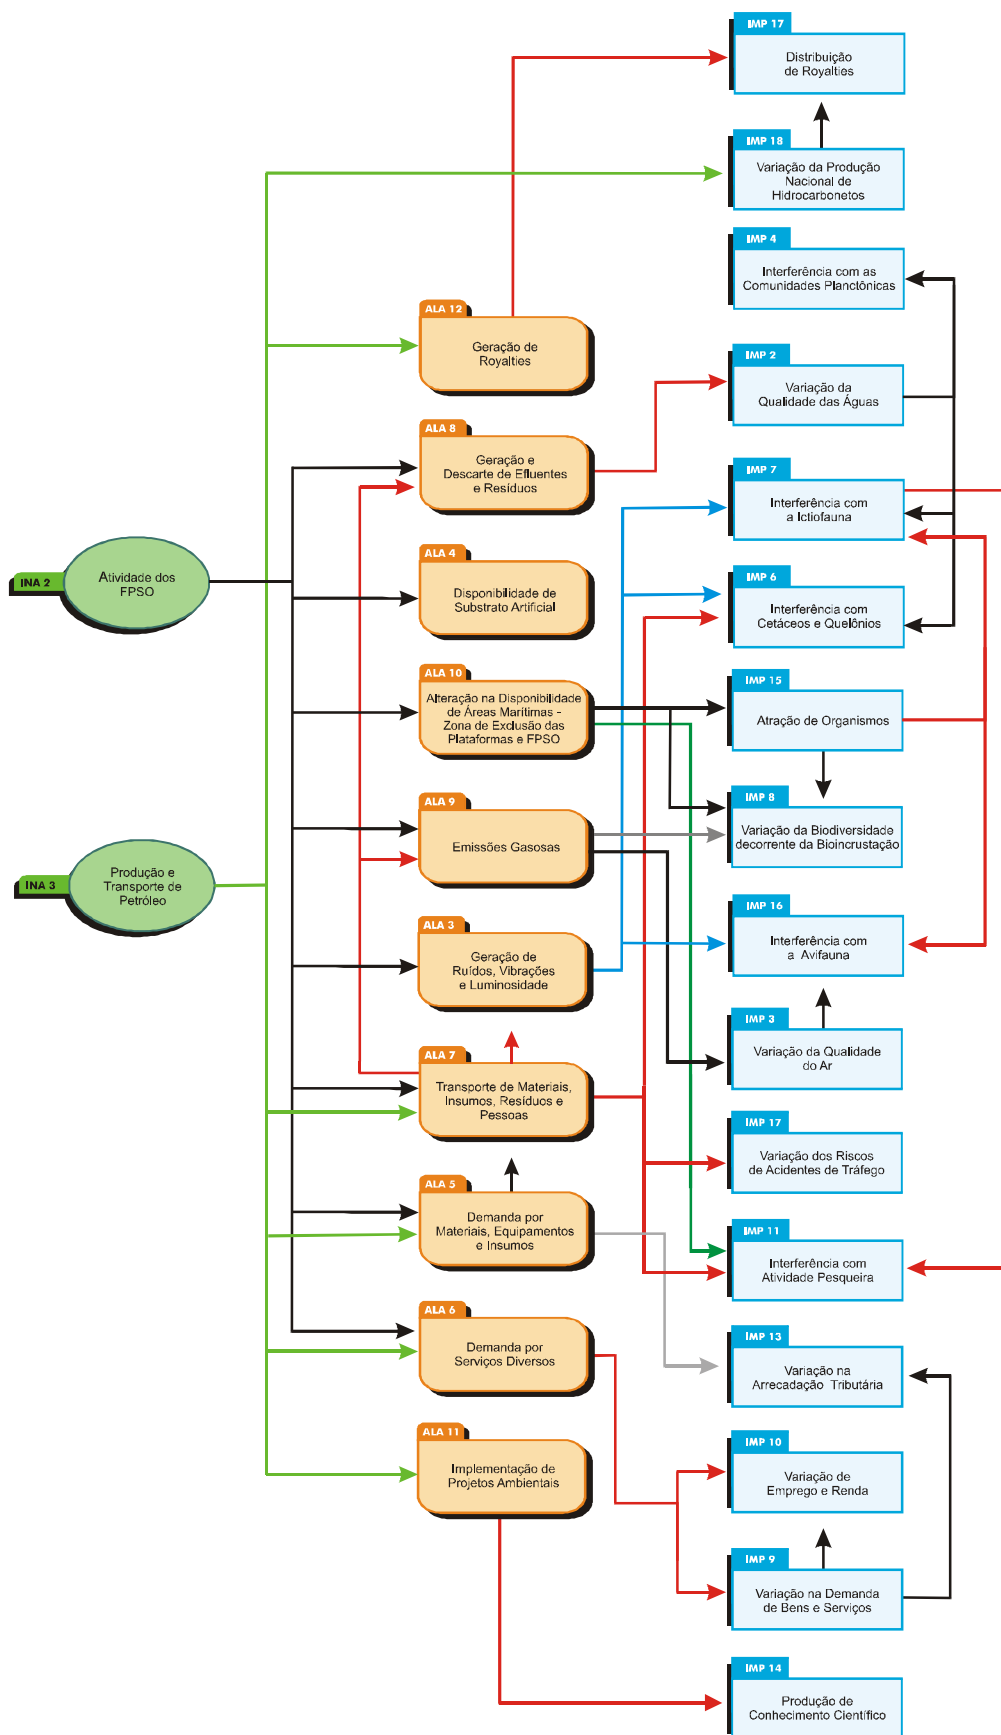 IMP 17
Distribuição
de Royalties
IMP 18
Variação da Produção
Nacional de
Hidrocarbonetos
IMP 4
Interferência com as
Comunidades Planctônicas
ALA 12
Geração de
Royalties
IMP 2
Variação da
Qualidade das Águas
ALA 8
Geração e
Descarte de Efluentes
e Resíduos
IMP 7
Interferência com
a Ictiofauna
INA 2
Atividade dos
FPSO
ALA 4
Disponibilidade de
Substrato Artificial
IMP 6
Interferência com
Cetáceos e Quelônios
ALA 10
Alteração na Disponibilidade
de Áreas Marítimas -
Zona de Exclusão das
Plataformas e FPSO
IMP 15
Atração de Organismos
ALA 9
Emissões Gasosas
IMP 8
Variação da Biodiversidade
decorrente da Bioincrustação
INA 3
Produção e
Transporte de
Petróleo
ALA 3
Geração de
Ruídos, Vibrações
e Luminosidade
IMP 16
Interferência com
a Avifauna
IMP 3
Variação da Qualidade
do Ar
ALA 7
Transporte de Materiais,
Insumos, Resíduos e
Pessoas
IMP 17
Variação dos Riscos
de Acidentes de Tráfego
ALA 5
Demanda por
Materiais, Equipamentos
e Insumos
IMP 11
Interferência com
Atividade Pesqueira
ALA 6
Demanda por
Serviços Diversos
IMP 13
Variação na
Arrecadação Tributária
ALA 11
Implementação de
Projetos Ambientais
IMP 10
Variação de
Emprego e Renda
IMP 9
Variação na Demanda
de Bens e Serviços
IMP 14
Produção de
Conhecimento Científico